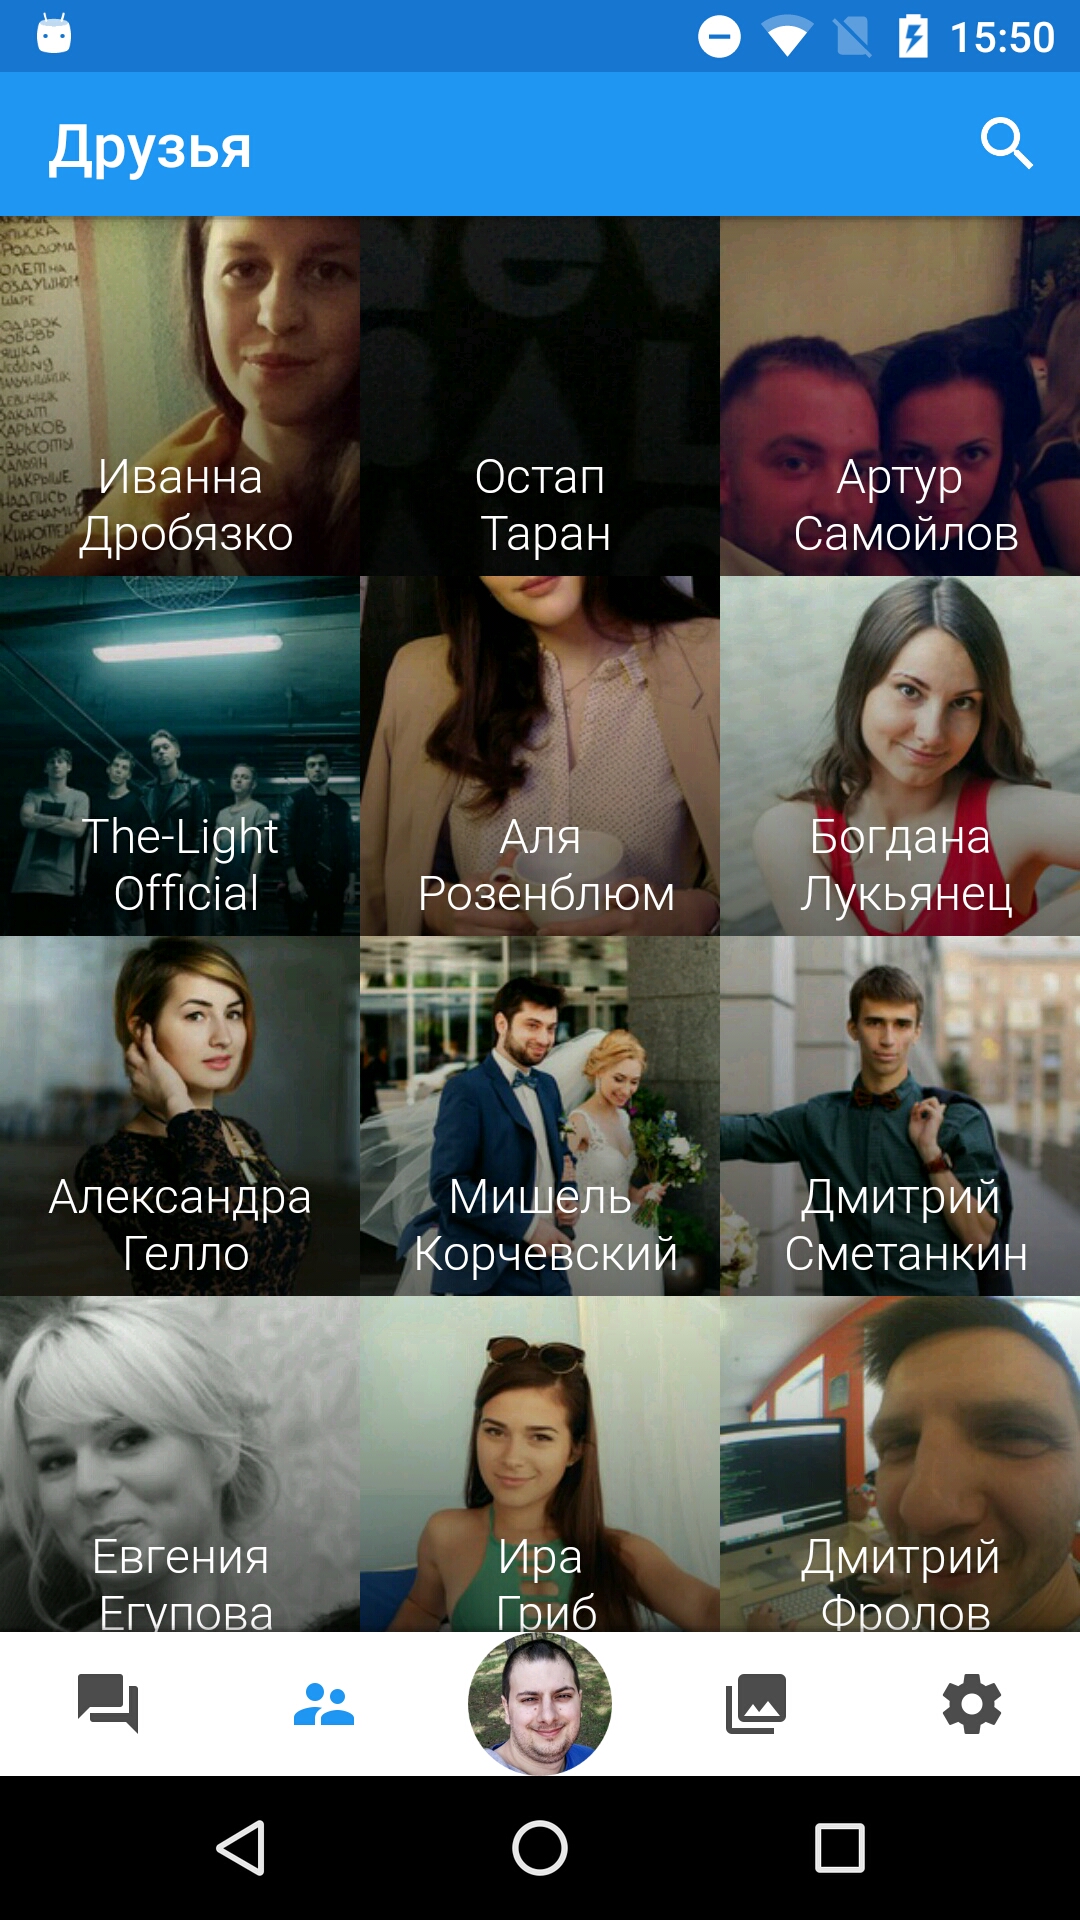 15:50
Друзья
Иванна
Дробязко
Остап
Таран
Артур
Самойлов
The-Light
Official
Аля
Розенблюм
Богдана
Лукьянец
Александра
Гелло
Мишель
Корчевский
Дмитрий
Сметанкин
Евгения
Егупова
Ира
Гриб
Дмитрий
Фролов